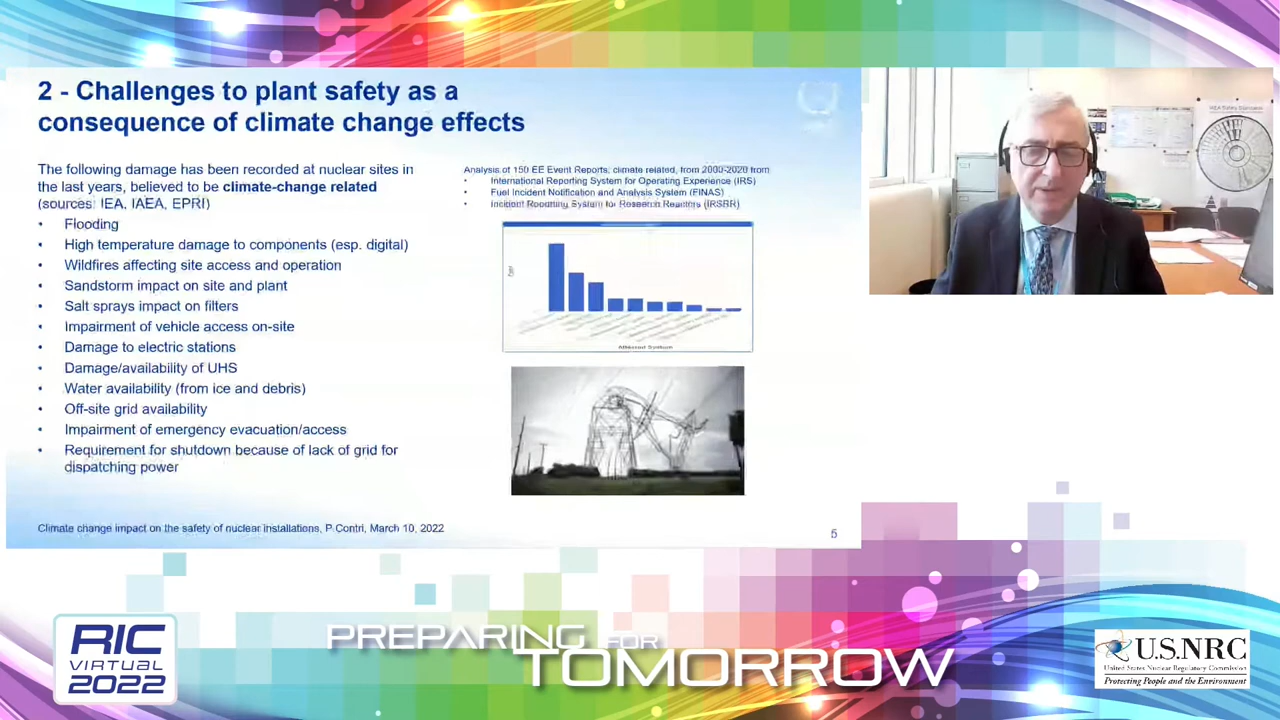 2 - Challenges to plant safety as a
consequence of climate change effects
The following damage has been recorded at nuclear sites in
the last years, believed to be climate-change related
(sources: IEA, IAEA, EPRI)
• Flooding
• High temperature damage to components (esp. digital)
• Wildfires affecting site access and operation
• Sandstorm impact on site and plant
• Salt sprays impact on filters
• Impairment of vehicle access on-site
• Damage to electric stations
• Damage/availability of UHS
• Water availability (from ice and debris)
• Off-site grid availability
• Impairment of emergency evacuation/access
• Requirement for shutdown because of lack of grid for
dispatching power
Analysis of 150 EE Event Reports, climate related, from 2000-2020 from
• International Reporting System for Operating Experience (IRS)
• Fuel Incident Notification and Analysis System (FINAS)
• Incident Reporting System for Research Reactors (IRSRR)
Affected System
Climate change impact on the safety of nuclear installations, P Contri, March 10, 2022
5
IAEA Safety Standards
RIC
VIRTUAL
2022
PREPARING FOR
TOMORROW
U.S.NRC
United States Nuclear Regulatory Commission
Protecting People and the Environment